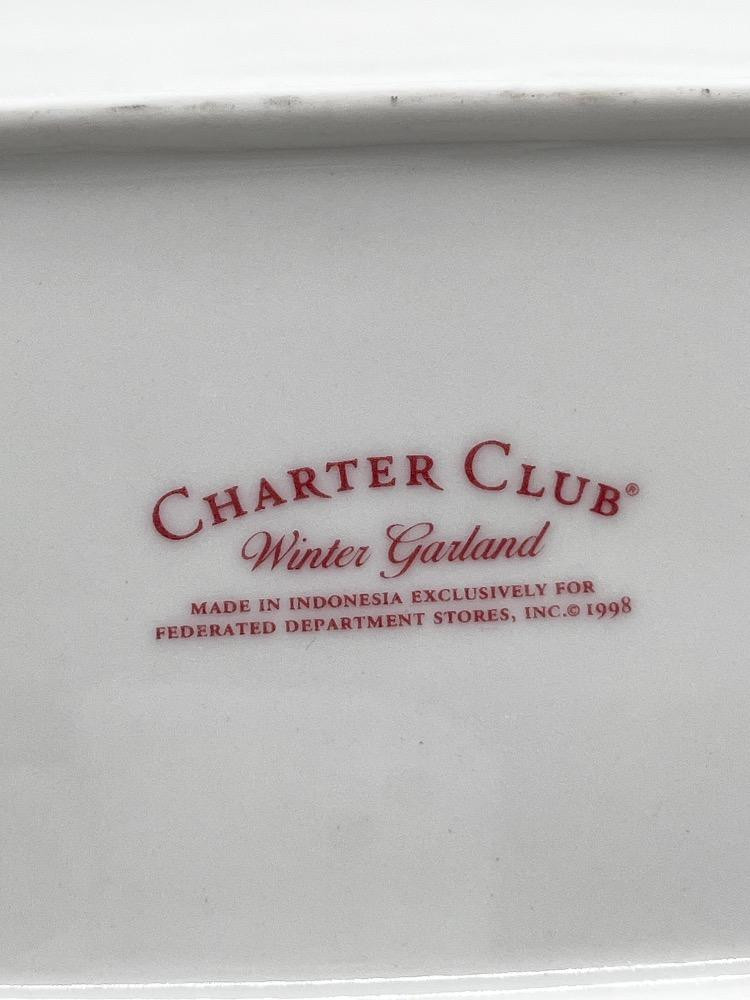 CHARTER CLUB®
Winter Garland
MADE IN INDONESIA EXCLUSIVELY FOR
FEDERATED DEPARTMENT STORES, INC.© 1998